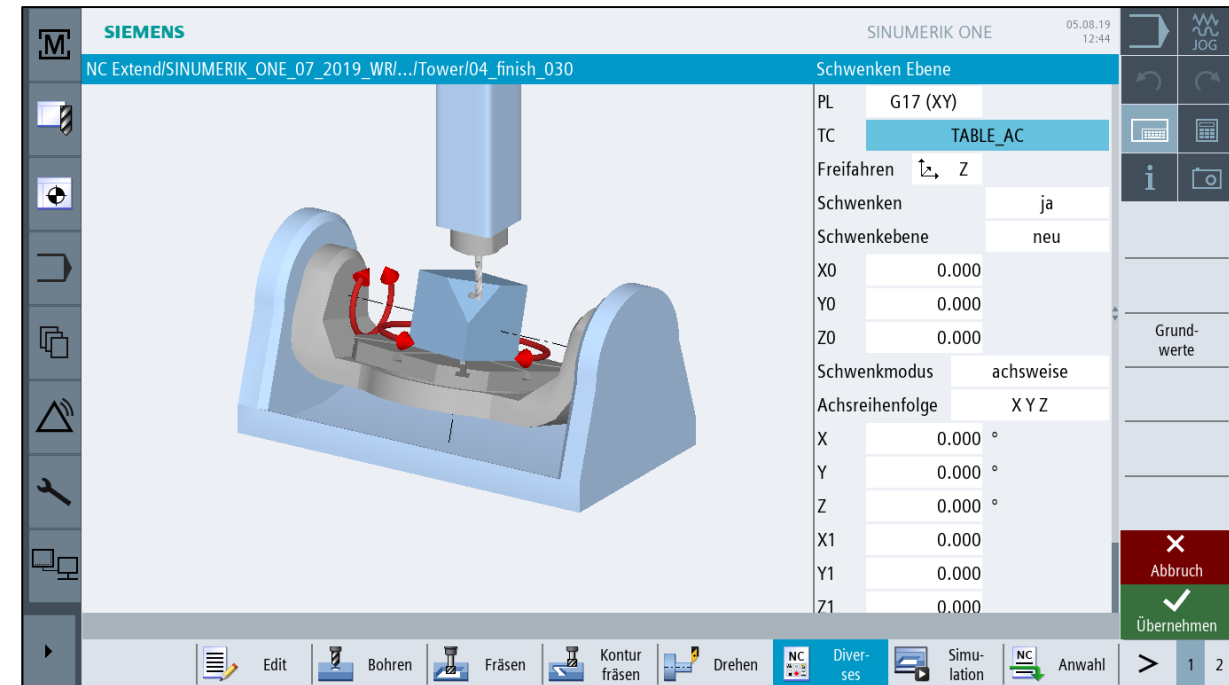 SIEMENS
SINUMERIK ONE
05.08.19
12:44
M
JOG
NC Extend/SINUMERIK_ONE_07_2019_WR/.../Tower/04_finish_030
Schwenken Ebene
PL G17 (XY)
TC TABLE_AC
Freifahren Z
Schwenken ja
Schwenkebene neu
X0 0.000
Y0 0.000
Z0 0.000
Schwenkmodus achsweise
Achsreihenfolge X Y Z
X 0.000 °
Y 0.000 °
Z 0.000 °
X1 0.000
Y1 0.000
Z1 0.000
i
Grund-
werte
Abbruch
Übernehmen
Edit
Bohren
Fräsen
Kontur
fräsen
Drehen
NC
Diver-
ses
Simu-
lation
NC
Anwahl
> 1 2